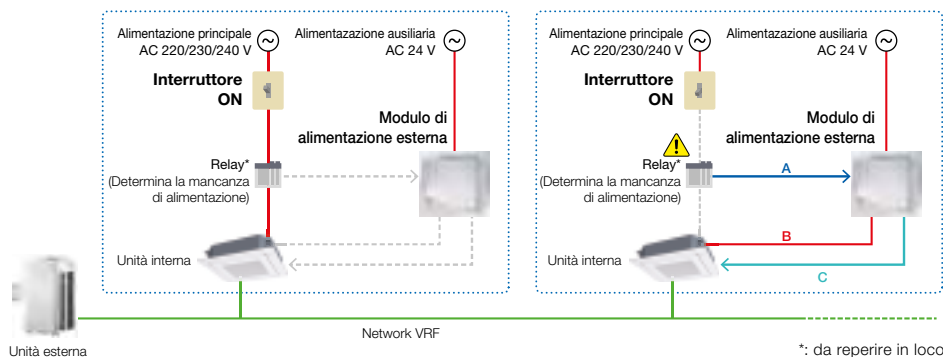 Alimentazione principale
AC 220/230/240 V
Alimentazazione ausiliaria
AC 24 V
Interruttore
ON
Modulo di
alimentazione esterna
Relay*
(Determina la mancanza
di alimentazione)
Unità interna
Alimentazione principale
AC 220/230/240 V
Alimentazazione ausiliaria
AC 24 V
Interruttore
ON
Modulo di
alimentazione esterna
Relay*
(Determina la mancanza
di alimentazione)
A
B
C
Unità interna
Network VRF
Unità esterna
*: da reperire in loco